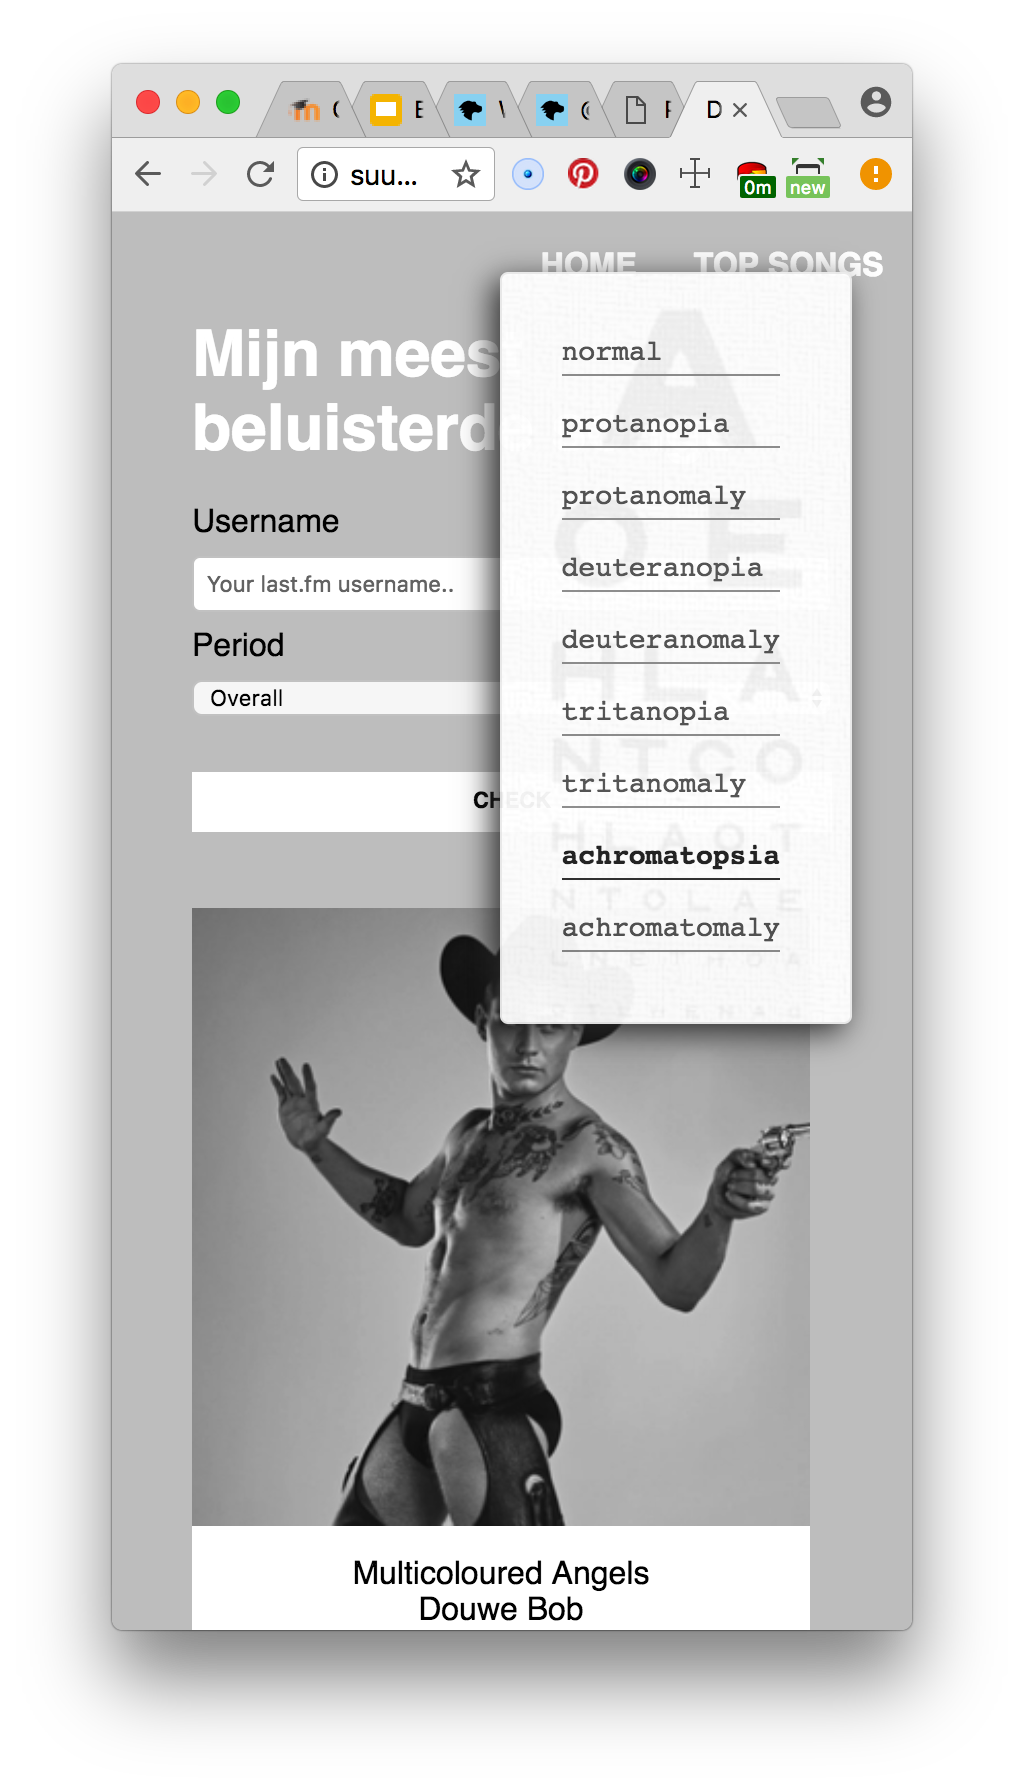 D
suu...
0m
new
HOME TOP SONGS
Mijn mees
beluisterd
Username
Your last.fm username..
Period
Overall
CHECK
normal
protanopia
protanomaly
deuteranopia
deuteranomaly
tritanopia
tritanomaly
achromatopsia
achromatomaly
A
O E
H L A
N T C O
H L A O T
N T O L A E
L N E T H O A
Multicoloured Angels
Douwe Bob